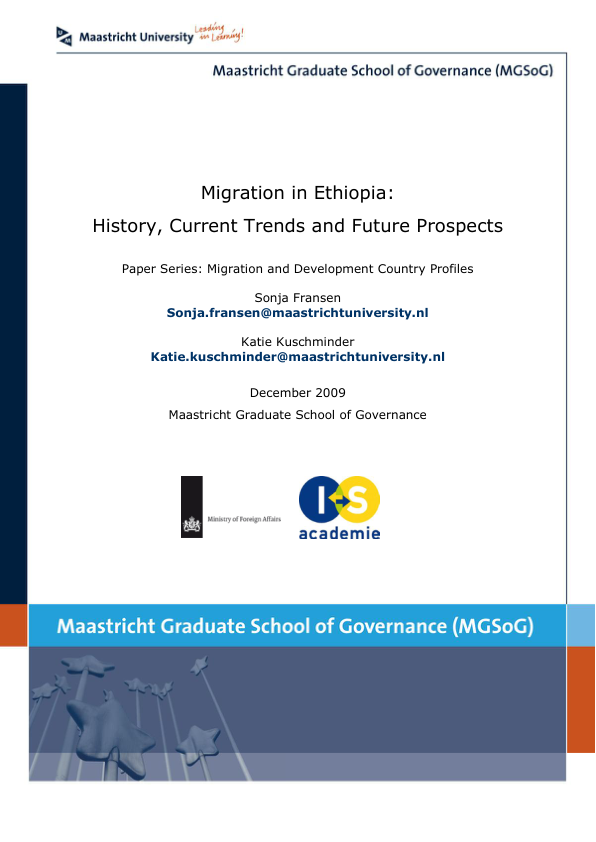 Maastricht University
Leading
in Learning!
Maastricht Graduate School of Governance (MGSoG)
Migration in Ethiopia:
History, Current Trends and Future Prospects
Paper Series: Migration and Development Country Profiles
Sonja Fransen
Sonja.fransen@maastrichtuniversity.nl
Katie Kuschminder
Katie.kuschminder@maastrichtuniversity.nl
December 2009
Maastricht Graduate School of Governance
Ministry of Foreign Affairs
I S
academie
Maastricht Graduate School of Governance (MGSoG)